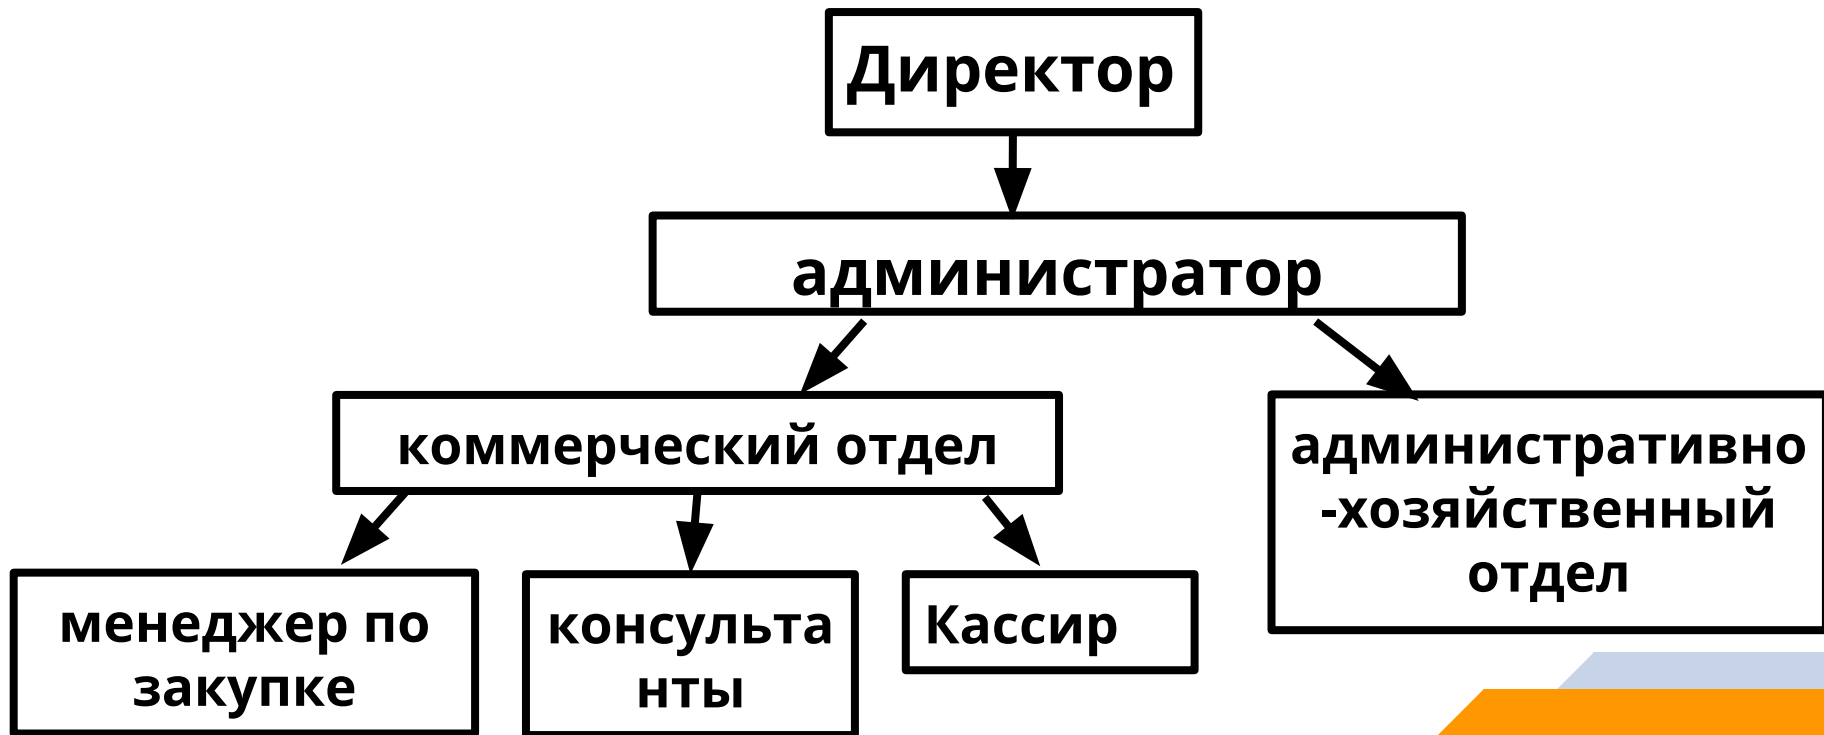 Директор
администратор
коммерческий отдел
административно
-хозяйственный
отдел
менеджер по
закупке
консульта
нты
Кассир